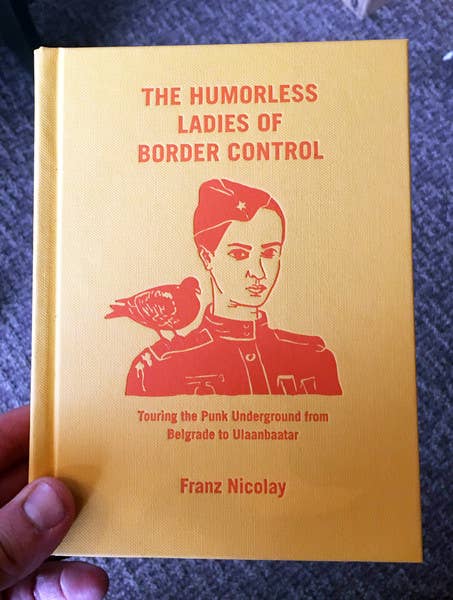 THE HUMORLESS
LADIES OF
BORDER CONTROL
Touring the Punk Underground from
Belgrade to Ulaanbaatar
Franz Nicolay